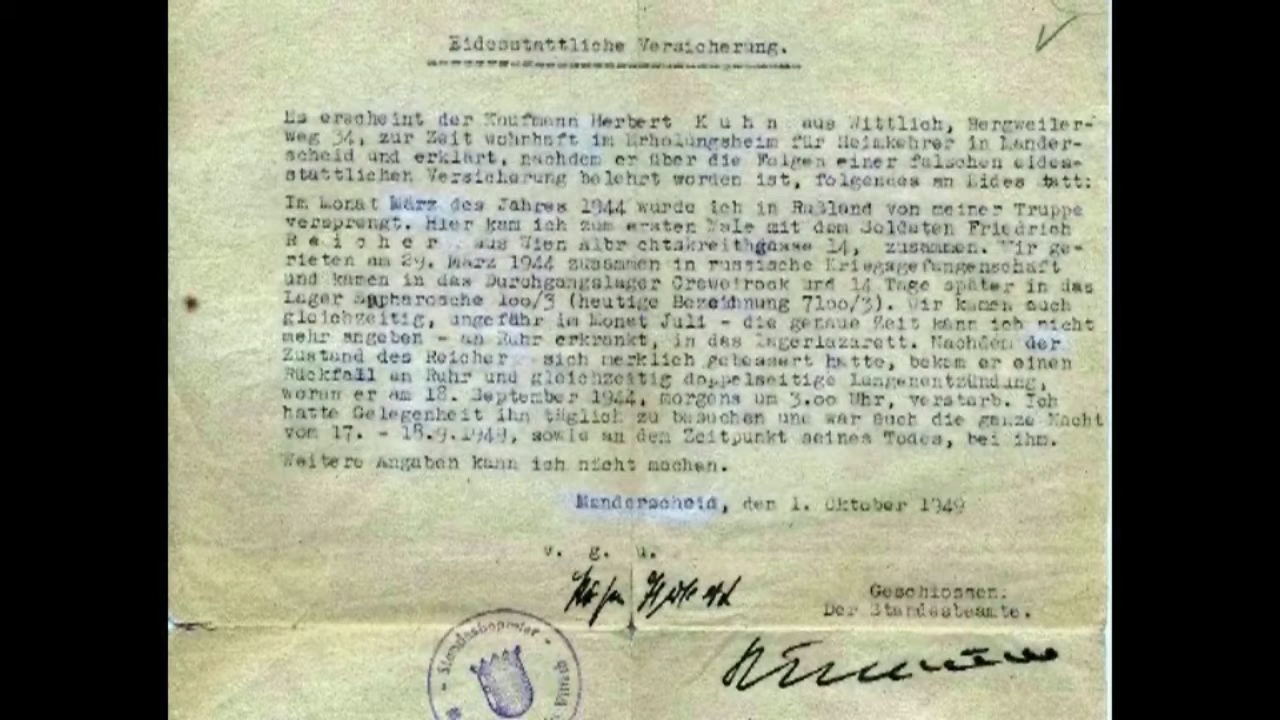 Eidesstattliche Versicherung.
Es erscheint der Kaufmann Herbert K u h n aus Wittlich, Bergweiler-
weg 34, zur Zeit wohnhaft im Erholungsheim für Heimkehrer in Mander-
scheid und erklärt, nachdem er über die Folgen einer falschen eides-
stattlichen Versicherung belehrt worden ist, folgendes an Eides statt:
Im Monat März des Jahres 1944 wurde ich in Rußland von meiner Truppe
versprengt. Hier kam ich zum ersten Male mit dem Soldaten Friedrich
R e i c h e r aus Wien 14, zusammen. Wir ge-
rieten am 29. März 1944 zusammen in russische Kriegsgefangenschaft
und kamen in das Durchgangslager und 14 Tage später in das
Lager Sapharosche 100/3 (heutige Bezeichnung 7100/3). Wir kamen auch
gleichzeitig, ungefähr im Monat Juli - die genaue Zeit kann ich nicht
mehr angeben - an Ruhr erkrankt, in das Lagerlazarett. Nachdem der
Zustand des Reicher sich merklich gebessert hatte, bekam er einen
Rückfall an Ruhr und gleichzeitig doppelseitige Lungenentzündung,
woran er am 18. September 1944, morgens um 3.00 Uhr, verstarb. Ich
hatte Gelegenheit ihn täglich zu besuchen und war auch die ganze Nacht
vom 17. - 18.9.1949, sowie an dem Zeitpunkt seines Todes, bei ihm.
Weitere Angaben kann ich nicht machen.
Manderscheid, den 1. Oktober 1949
v. g. u.
Geschlossen.
Der Standesbeamte.